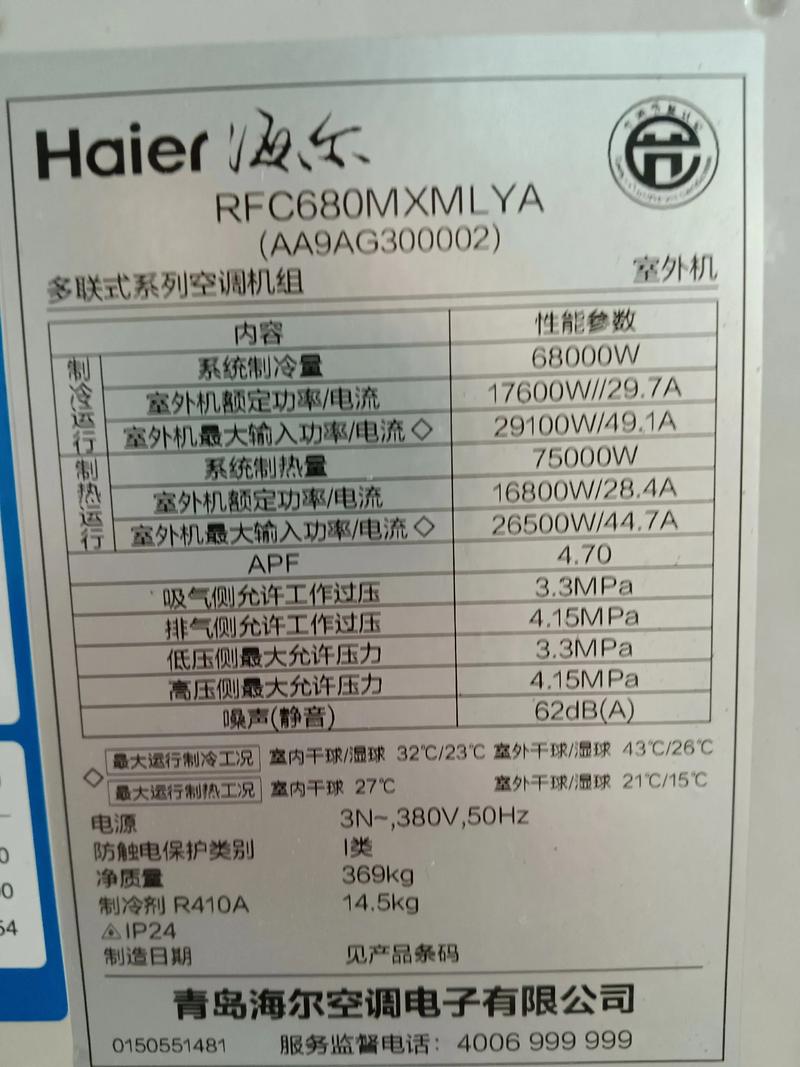 Haier 海尔
RFC680MXMLYA
(AA9AG300002)
多联式系列空调机组 室外机
内容 性能参数
制冷运行
系统制冷量 68000W
室外机额定功率/电流 17600W//29.7A
室外机最大输入功率/电流◇ 29100W/49.1A
制热运行
系统制热量 75000W
室外机额定功率/电流 16800W/28.4A
室外机最大输入功率/电流◇ 26500W/44.7A
APF 4.70
吸气侧允许工作过压 3.3MPa
排气侧允许工作过压 4.15MPa
低压侧最大允许压力 3.3MPa
高压侧最大允许压力 4.15MPa
噪声(静音) 62dB(A)
◇ 最大运行制冷工况 室内干球/湿球 32℃/23℃ 室外干球/湿球 43℃/26℃
最大运行制热工况 室内干球 27℃ 室外干球/湿球 21℃/15℃
电源 3N~,380V,50Hz
防触电保护类别 I类
净质量 369kg
制冷剂 R410A 14.5kg
IP24
制造日期 见产品条码
青岛海尔空调电子有限公司
0150551481 服务监督电话：4006 999 999